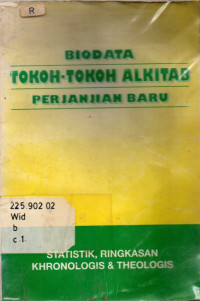 R
BIODATA
TOKOH-TOKOH ALKITAB
PERJANJIAN BARU
225.902 02
Wid
b
c.1
STATISTIK, RINGKASAN
KHRONOLOGIS & THEOLOGIS